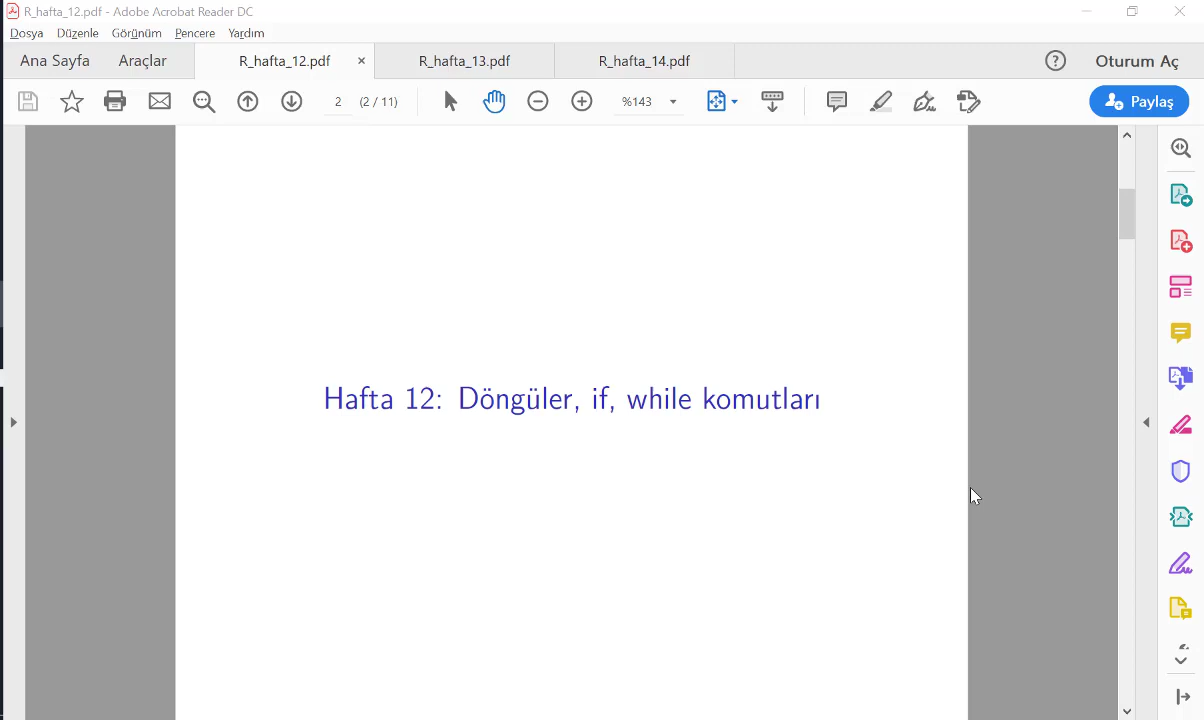 R_hafta_12.pdf - Adobe Acrobat Reader DC
Dosya Düzenle Görünüm Pencere Yardım
Ana Sayfa Araçlar R_hafta_12.pdf × R_hafta_13.pdf R_hafta_14.pdf ? Oturum Aç
2 (2 / 11) %143 Paylaş
Hafta 12: Döngüler, if, while komutları